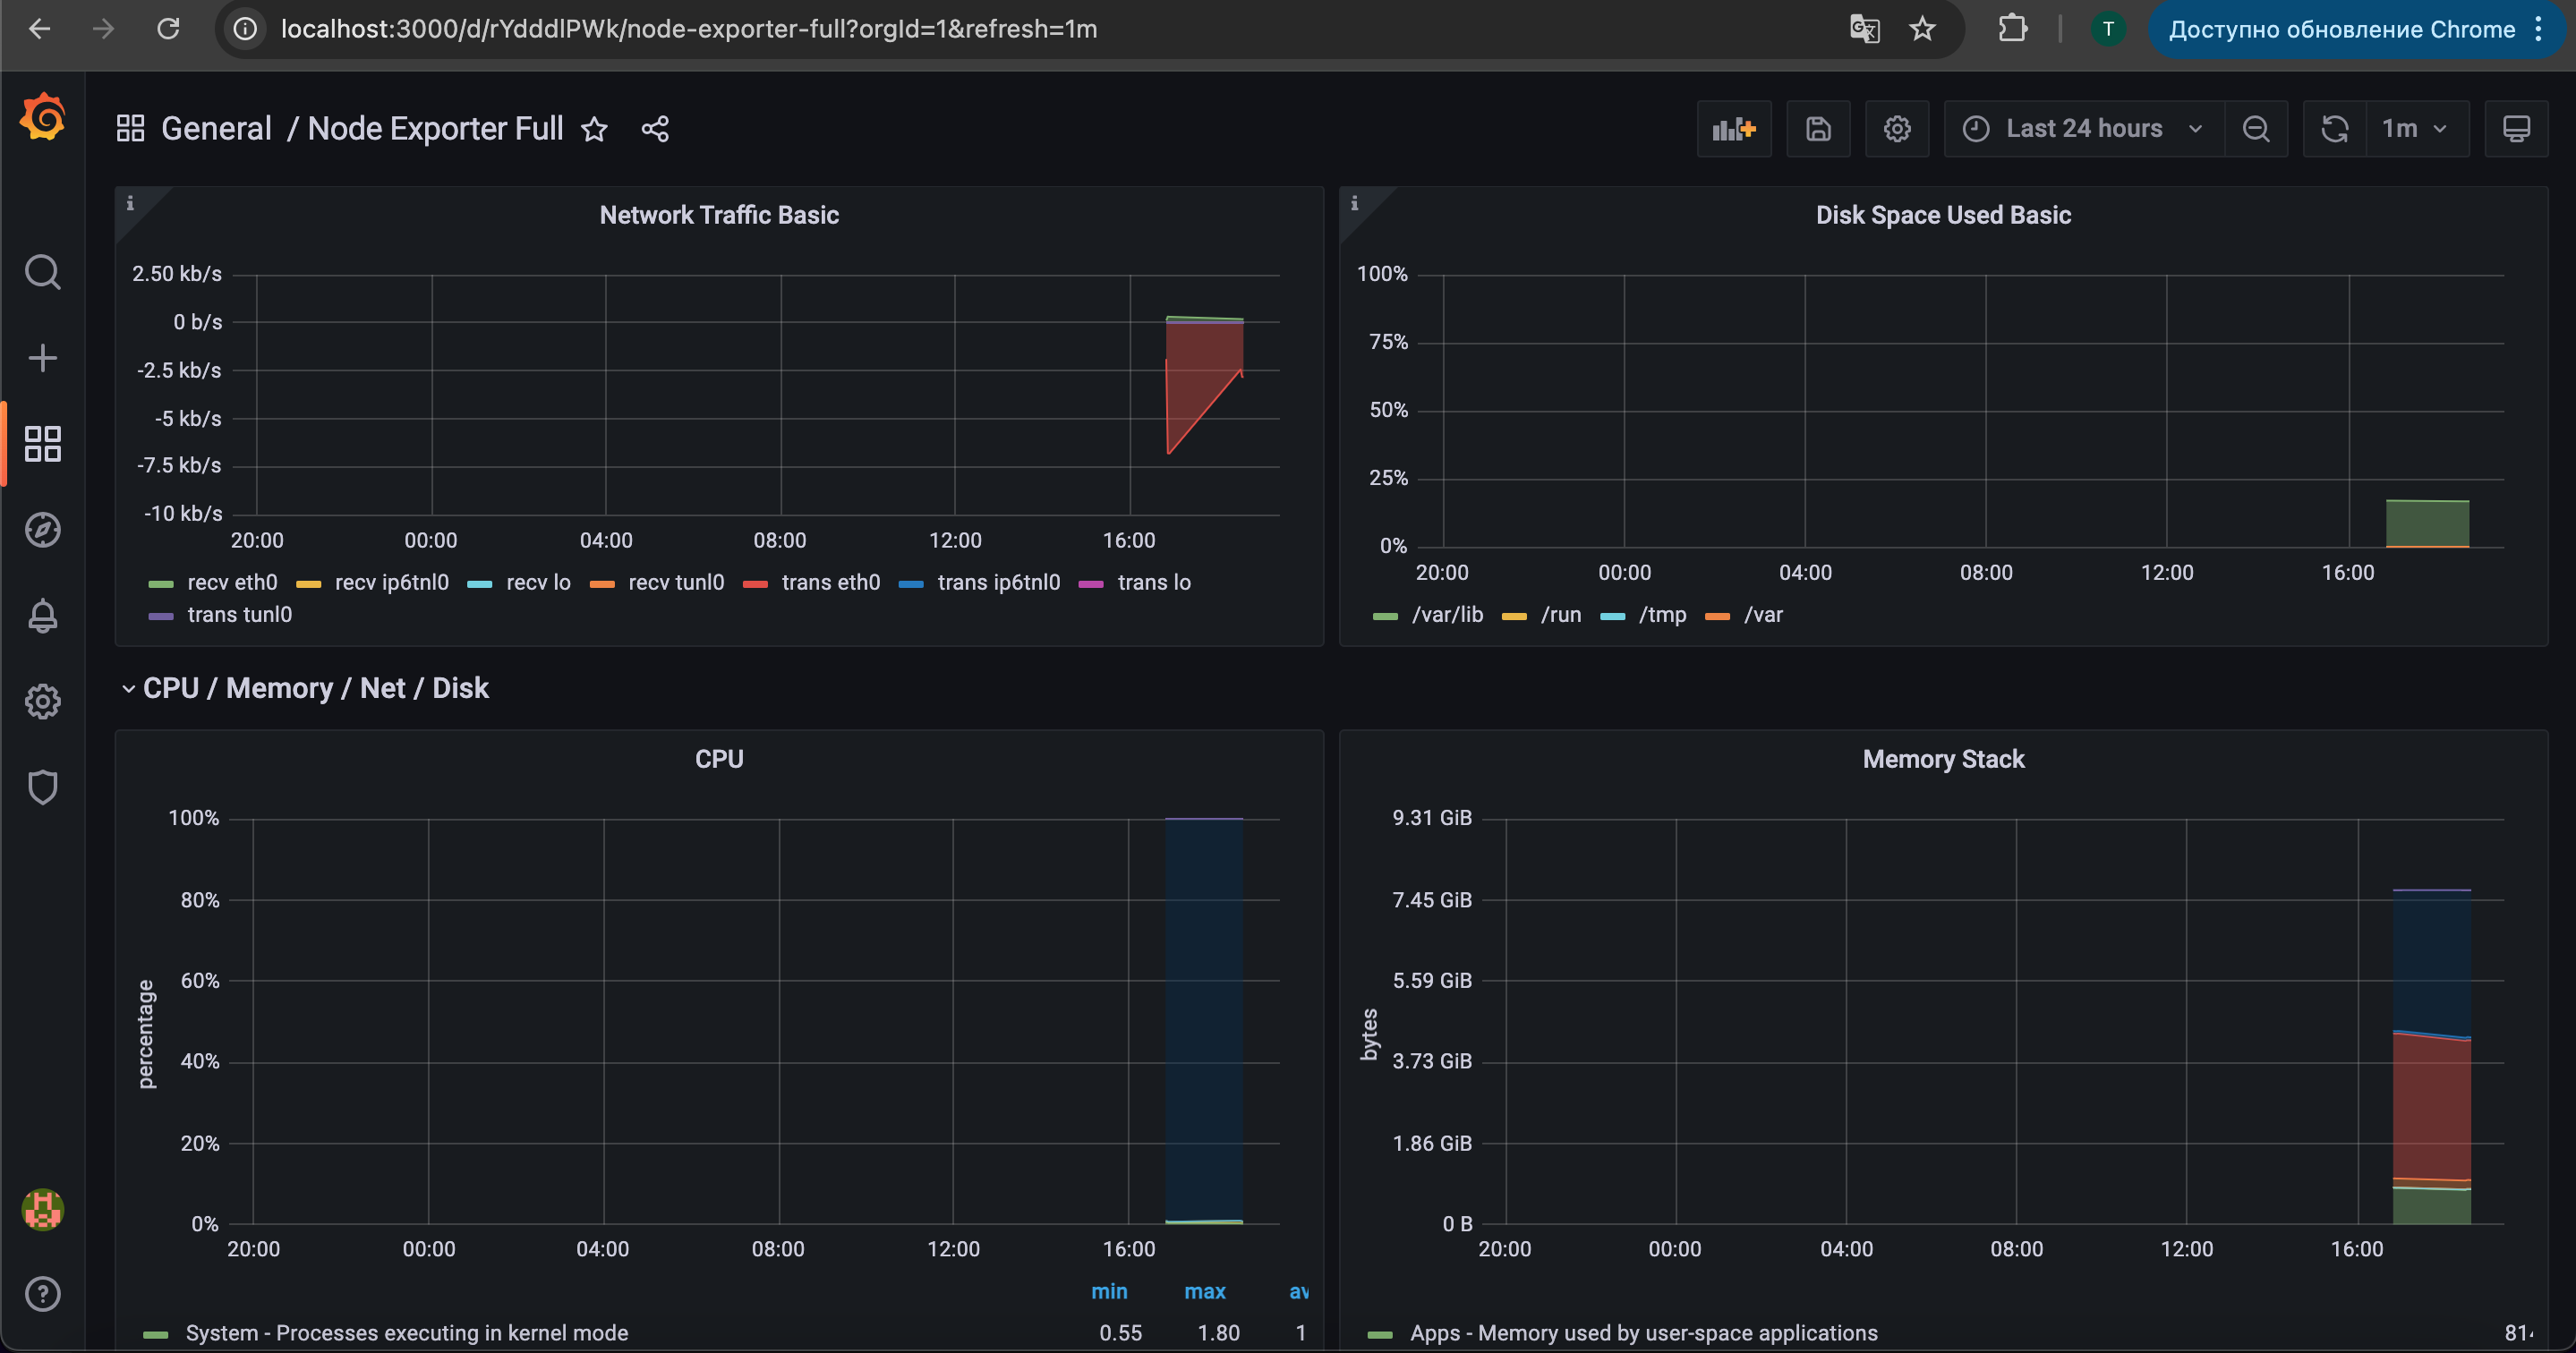 localhost:3000/d/rYdddlPWk/node-exporter-full?orgId=1&refresh=1m
T
Доступно обновление Chrome
General / Node Exporter Full
Last 24 hours
1m
Network Traffic Basic
2.50 kb/s
0 b/s
-2.5 kb/s
-5 kb/s
-7.5 kb/s
-10 kb/s
20:00 00:00 04:00 08:00 12:00 16:00
recv eth0 recv ip6tnl0 recv lo recv tunl0 trans eth0 trans ip6tnl0 trans lo
trans tunl0
Disk Space Used Basic
100%
75%
50%
25%
0%
20:00 00:00 04:00 08:00 12:00 16:00
/var/lib /run /tmp /var
CPU / Memory / Net / Disk
CPU
percentage
100%
80%
60%
40%
20%
0%
20:00 00:00 04:00 08:00 12:00 16:00
min max av
System - Processes executing in kernel mode 0.55 1.80 1
Memory Stack
bytes
9.31 GiB
7.45 GiB
5.59 GiB
3.73 GiB
1.86 GiB
0 B
20:00 00:00 04:00 08:00 12:00 16:00
Apps - Memory used by user-space applications